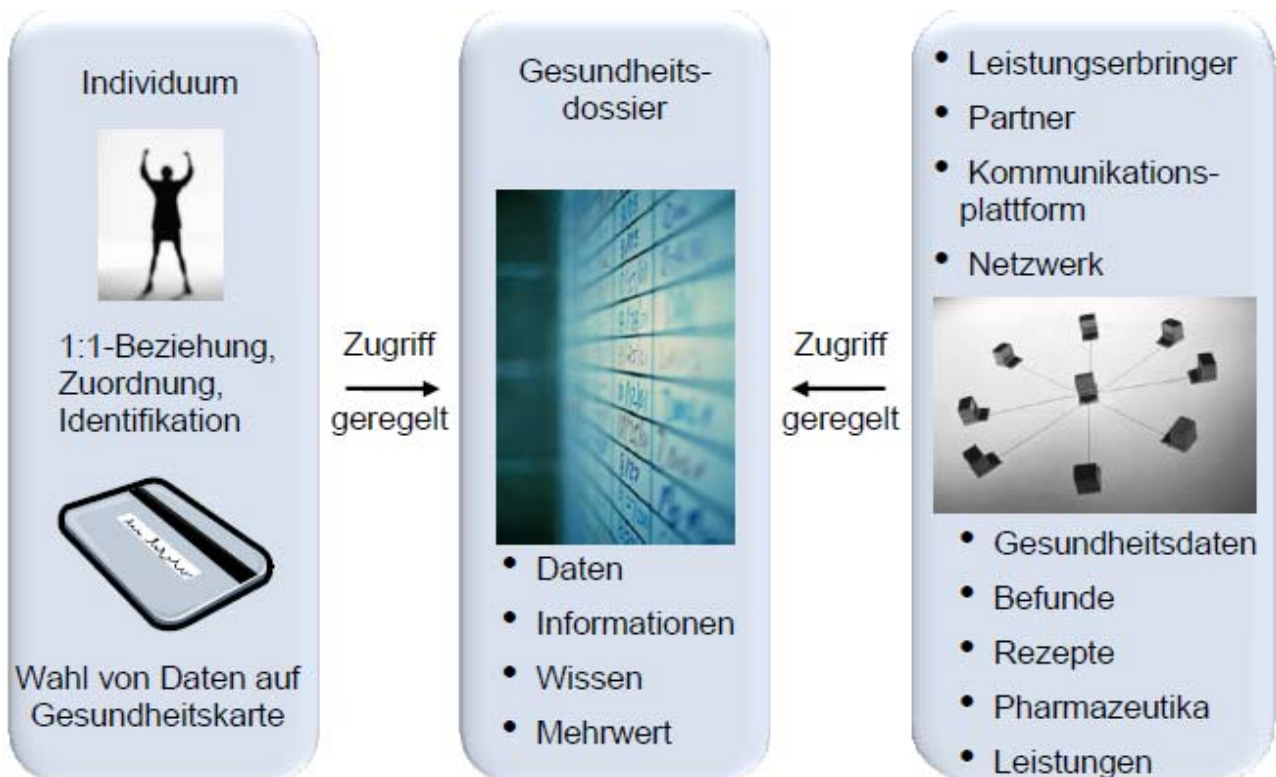 Individuum
1:1-Beziehung,
Zuordnung,
Identifikation
Wahl von Daten auf
Gesundheitskarte
Zugriff
geregelt
Gesundheits-
dossier
• Daten
• Informationen
• Wissen
• Mehrwert
Zugriff
geregelt
• Leistungserbringer
• Partner
• Kommunikations-
plattform
• Netzwerk
• Gesundheitsdaten
• Befunde
• Rezepte
• Pharmazeutika
• Leistungen